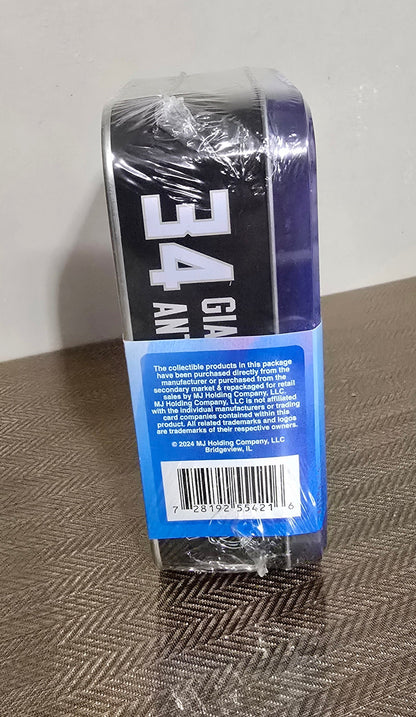 34
GIA
ANT
The collectible products in this package
have been purchased directly from the
manufacturer or purchased from the
secondary market & repackaged for retail
sales by MJ Holding Company, LLC.
MJ Holding Company, LLC is not affiliated
with the individual manufacturers or trading
card companies contained within this
product. All related trademarks and logos
are trademarks of their respective owners.
© 2024 MJ Holding Company, LLC
Bridgeview, IL
7 28192 55421 6